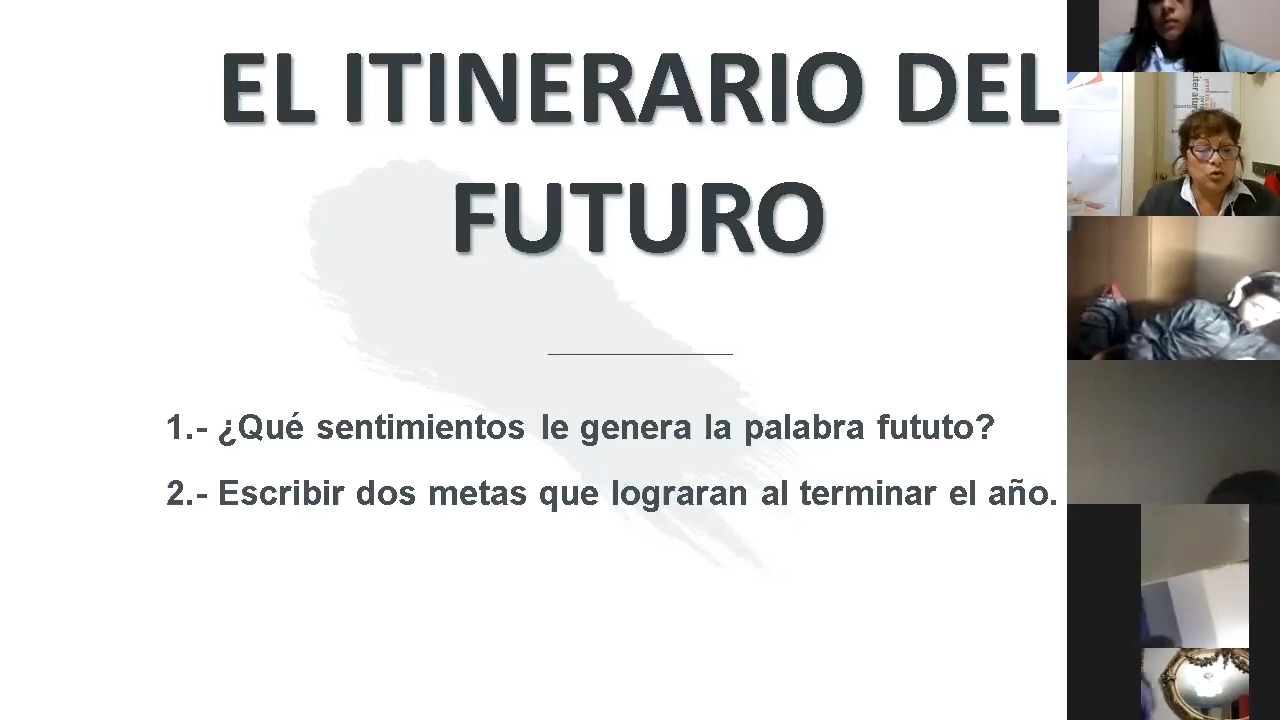 EL ITINERARIO DEL
FUTURO
1.- ¿Qué sentimientos le genera la palabra fututo?
2.- Escribir dos metas que lograran al terminar el año.